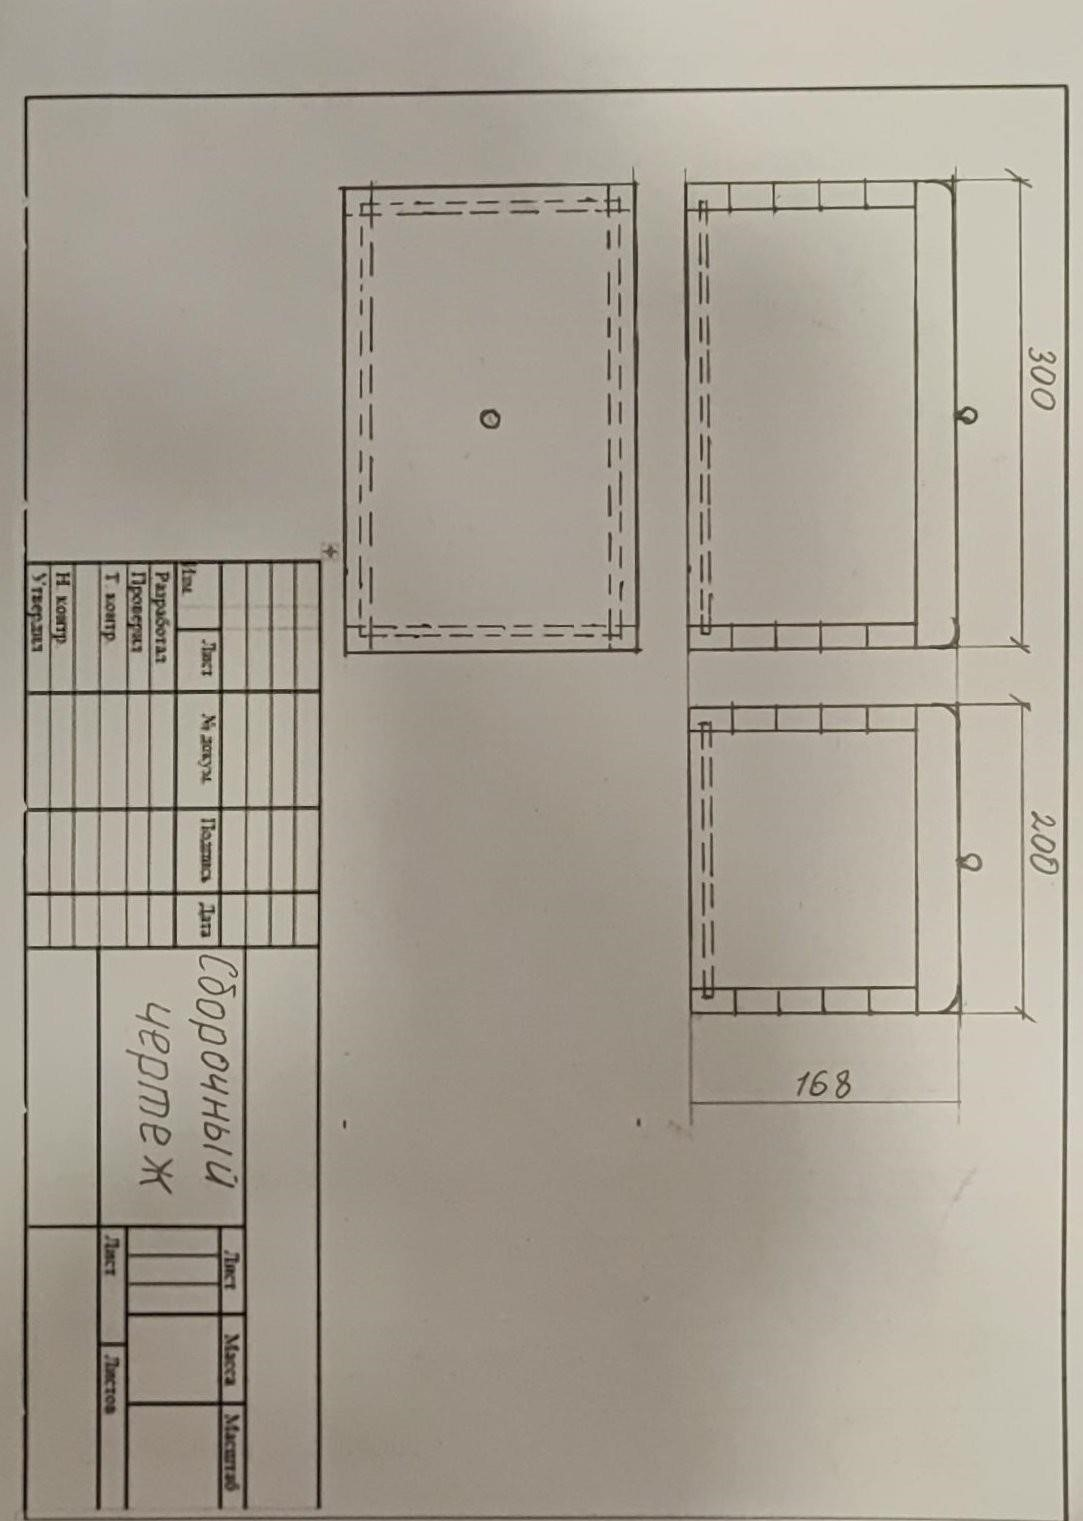 300
200
168
Изм.
Лист
№ докум.
Подпись
Дата
Разработал
Проверил
Т. контр.
Н. контр.
Утвердил
Сборочный
чертеж
Лист
Масса
Масштаб
Лист
Листов